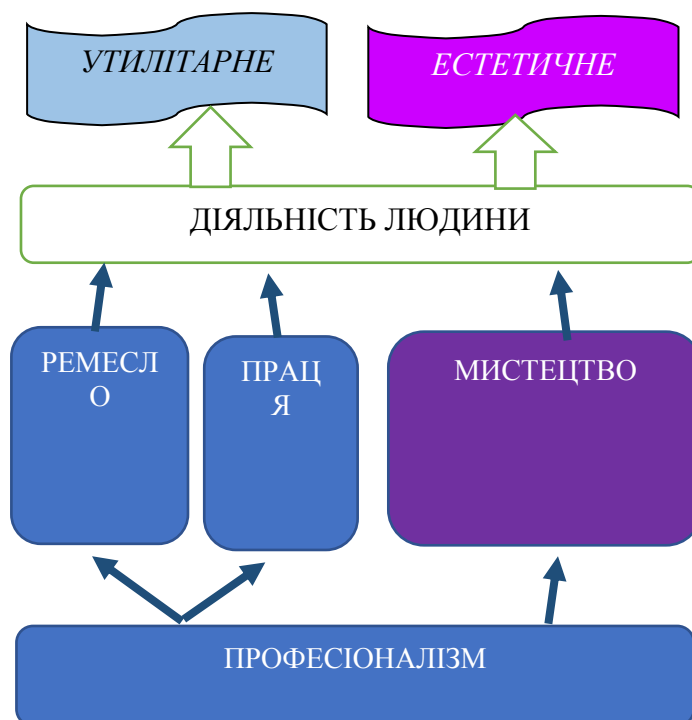 УТИЛІТАРНЕ
ЕСТЕТИЧНЕ
ДІЯЛЬНІСТЬ ЛЮДИНИ
РЕМЕСЛ
О
ПРАЦ
Я
МИСТЕЦТВО
ПРОФЕСІОНАЛІЗМ